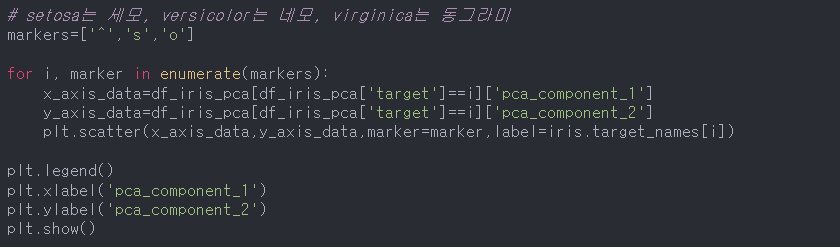 # setosa는 세모, versicolor는 네모, virginica는 동그라미
markers=['^','s','o']

for i, marker in enumerate(markers):
    x_axis_data=df_iris_pca[df_iris_pca['target']==i]['pca_component_1']
    y_axis_data=df_iris_pca[df_iris_pca['target']==i]['pca_component_2']
    plt.scatter(x_axis_data,y_axis_data,marker=marker,label=iris.target_names[i])

plt.legend()
plt.xlabel('pca_component_1')
plt.ylabel('pca_component_2')
plt.show()